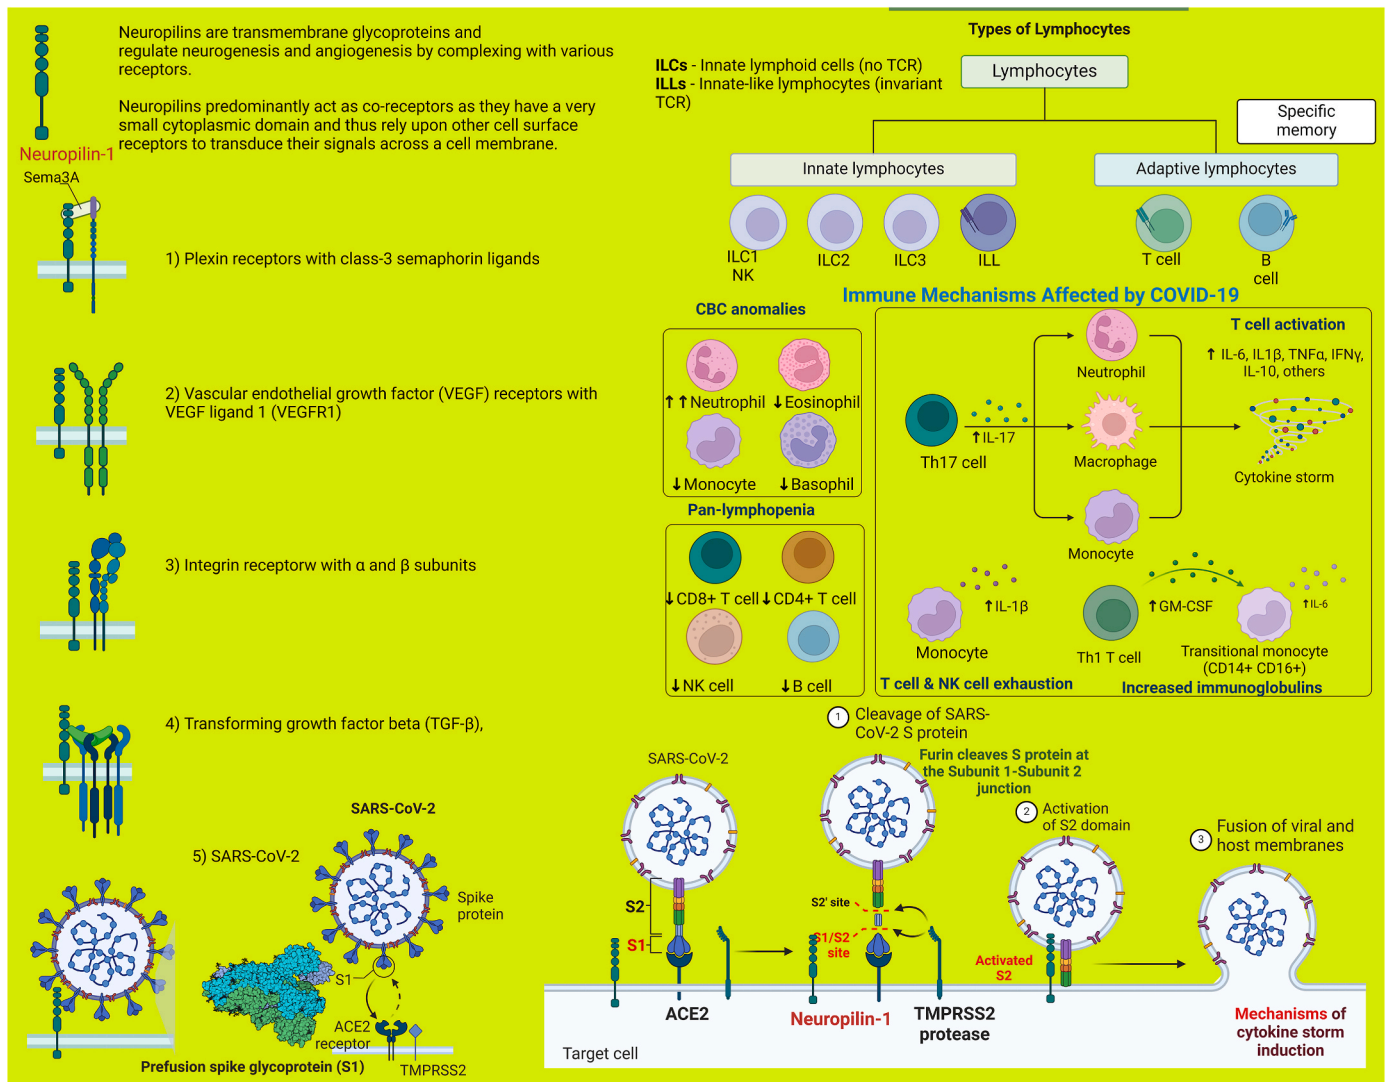 Neuropilins are transmembrane glycoproteins and
regulate neurogenesis and angiogenesis by complexing with various
receptors.
Neuropilins predominantly act as co-receptors as they have a very
small cytoplasmic domain and thus rely upon other cell surface
receptors to transduce their signals across a cell membrane.
Neuropilin-1
Sema3A
1) Plexin receptors with class-3 semaphorin ligands
2) Vascular endothelial growth factor (VEGF) receptors with
VEGF ligand 1 (VEGFR1)
3) Integrin receptorw with α and β subunits
4) Transforming growth factor beta (TGF-β),
5) SARS-CoV-2
SARS-CoV-2
Spike
protein
S1
ACE2
receptor
TMPRSS2
Prefusion spike glycoprotein (S1)
Types of Lymphocytes
ILCs - Innate lymphoid cells (no TCR)
ILLs - Innate-like lymphocytes (invariant
TCR)
Lymphocytes
Specific
memory
Innate lymphocytes
Adaptive lymphocytes
ILC1
NK
ILC2
ILC3
ILL
T cell
B
cell
Immune Mechanisms Affected by COVID-19
CBC anomalies
↑↑Neutrophil
↓Eosinophil
↓Monocyte
↓Basophil
Pan-lymphopenia
↓CD8+ T cell
↓CD4+ T cell
↓NK cell
↓B cell
Th17 cell
↑IL-17
Neutrophil
Macrophage
Monocyte
T cell activation
↑ IL-6, IL1β, TNFα, IFNγ,
IL-10, others
Cytokine storm
Monocyte
↑IL-1β
Th1 T cell
↑GM-CSF
Transitional monocyte
(CD14+ CD16+)
↑IL-6
T cell & NK cell exhaustion
Increased immunoglobulins
1
Cleavage of SARS-
CoV-2 S protein
Furin cleaves S protein at
the Subunit 1-Subunit 2
junction
SARS-CoV-2
S2
S1
ACE2
S2' site
S1/S2
site
Neuropilin-1
TMPRSS2
protease
2
Activation
of S2 domain
Activated
S2
3
Fusion of viral and
host membranes
Mechanisms of
cytokine storm
induction
Target cell